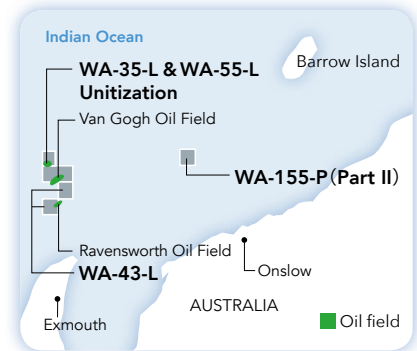 Indian Ocean
Barrow Island
WA-35-L & WA-55-L
Unitization
Van Gogh Oil Field
WA-155-P(Part II)
Ravensworth Oil Field
WA-43-L
Onslow
AUSTRALIA
Exmouth
Oil field